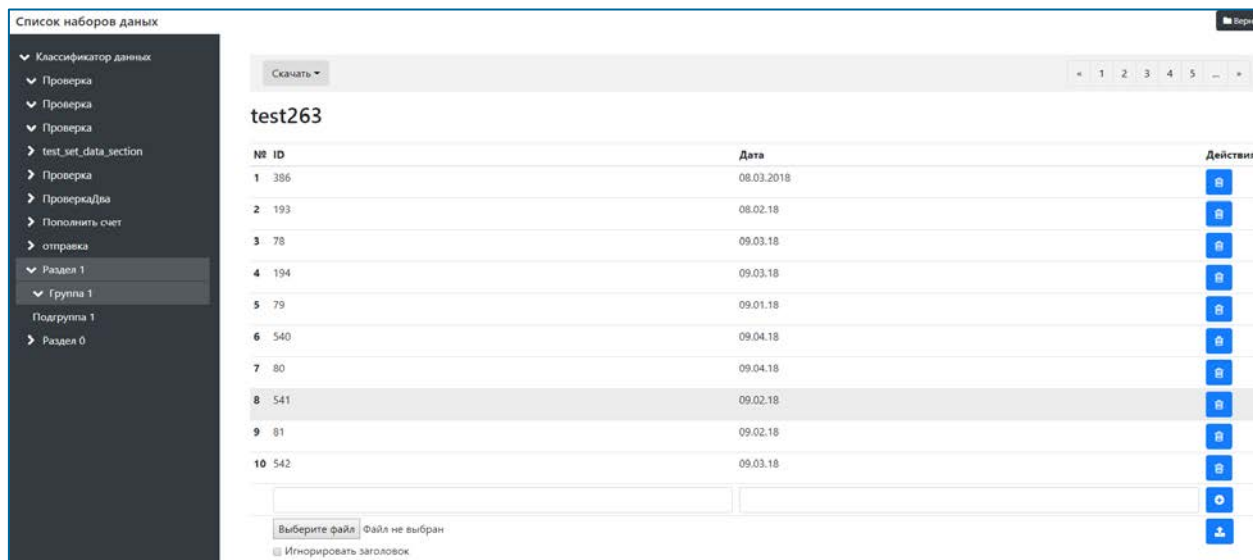 Список наборов даных
Верн
Классификатор данных
Проверка
Проверка
Проверка
test_set_data_section
Проверка
ПроверкаДва
Пополнить счет
отправка
Раздел 1
Группа 1
Подгруппа 1
Раздел 0
Скачать
« 1 2 3 4 5 ... »
test263
№ ID Дата Действия
1 386 08.03.2018
2 193 08.02.18
3 78 09.03.18
4 194 09.03.18
5 79 09.01.18
6 540 09.04.18
7 80 09.04.18
8 541 09.02.18
9 81 09.02.18
10 542 09.03.18
Выберите файл Файл не выбран
Игнорировать заголовок